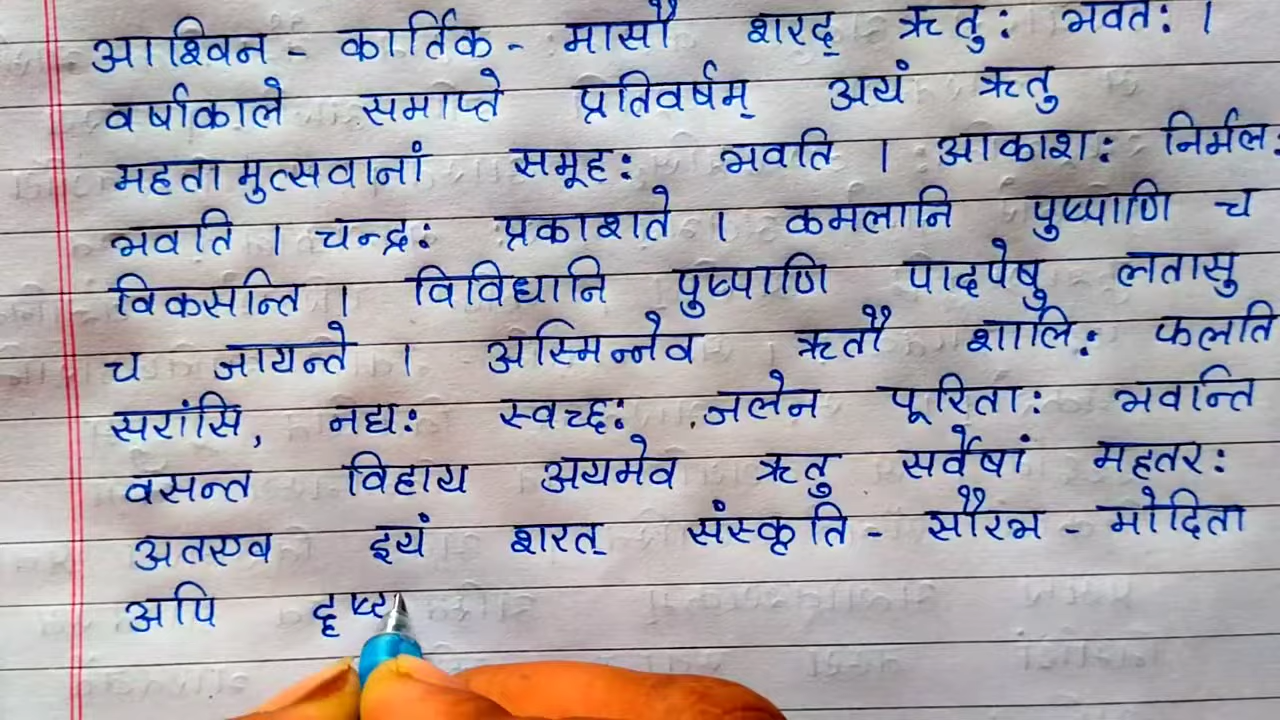 आश्विन - कार्तिक - मासौ शरद् ऋतु: भवत: ।
वर्षाकाले समाप्ते प्रतिवर्षम् अयं ऋतु
महतामुत्सवानां समूह: भवति । आकाश: निर्मल:
भवति । चन्द्र: प्रकाशते । कमलानि पुष्पाणि च
विकसन्ति । विविधानि पुष्पाणि पादपेषु लतासु
च जायन्ते । अस्मिन्नेव ऋतौ शालि: फलति
सरांसि, नद्य: स्वच्छ: जलेन पूरिता: भवन्ति
वसन्त विहाय अयमेव ऋतु सर्वेषां महतर:
अतएव इयं शरत् संस्कृति - सौरभ - मोदिता
अपि